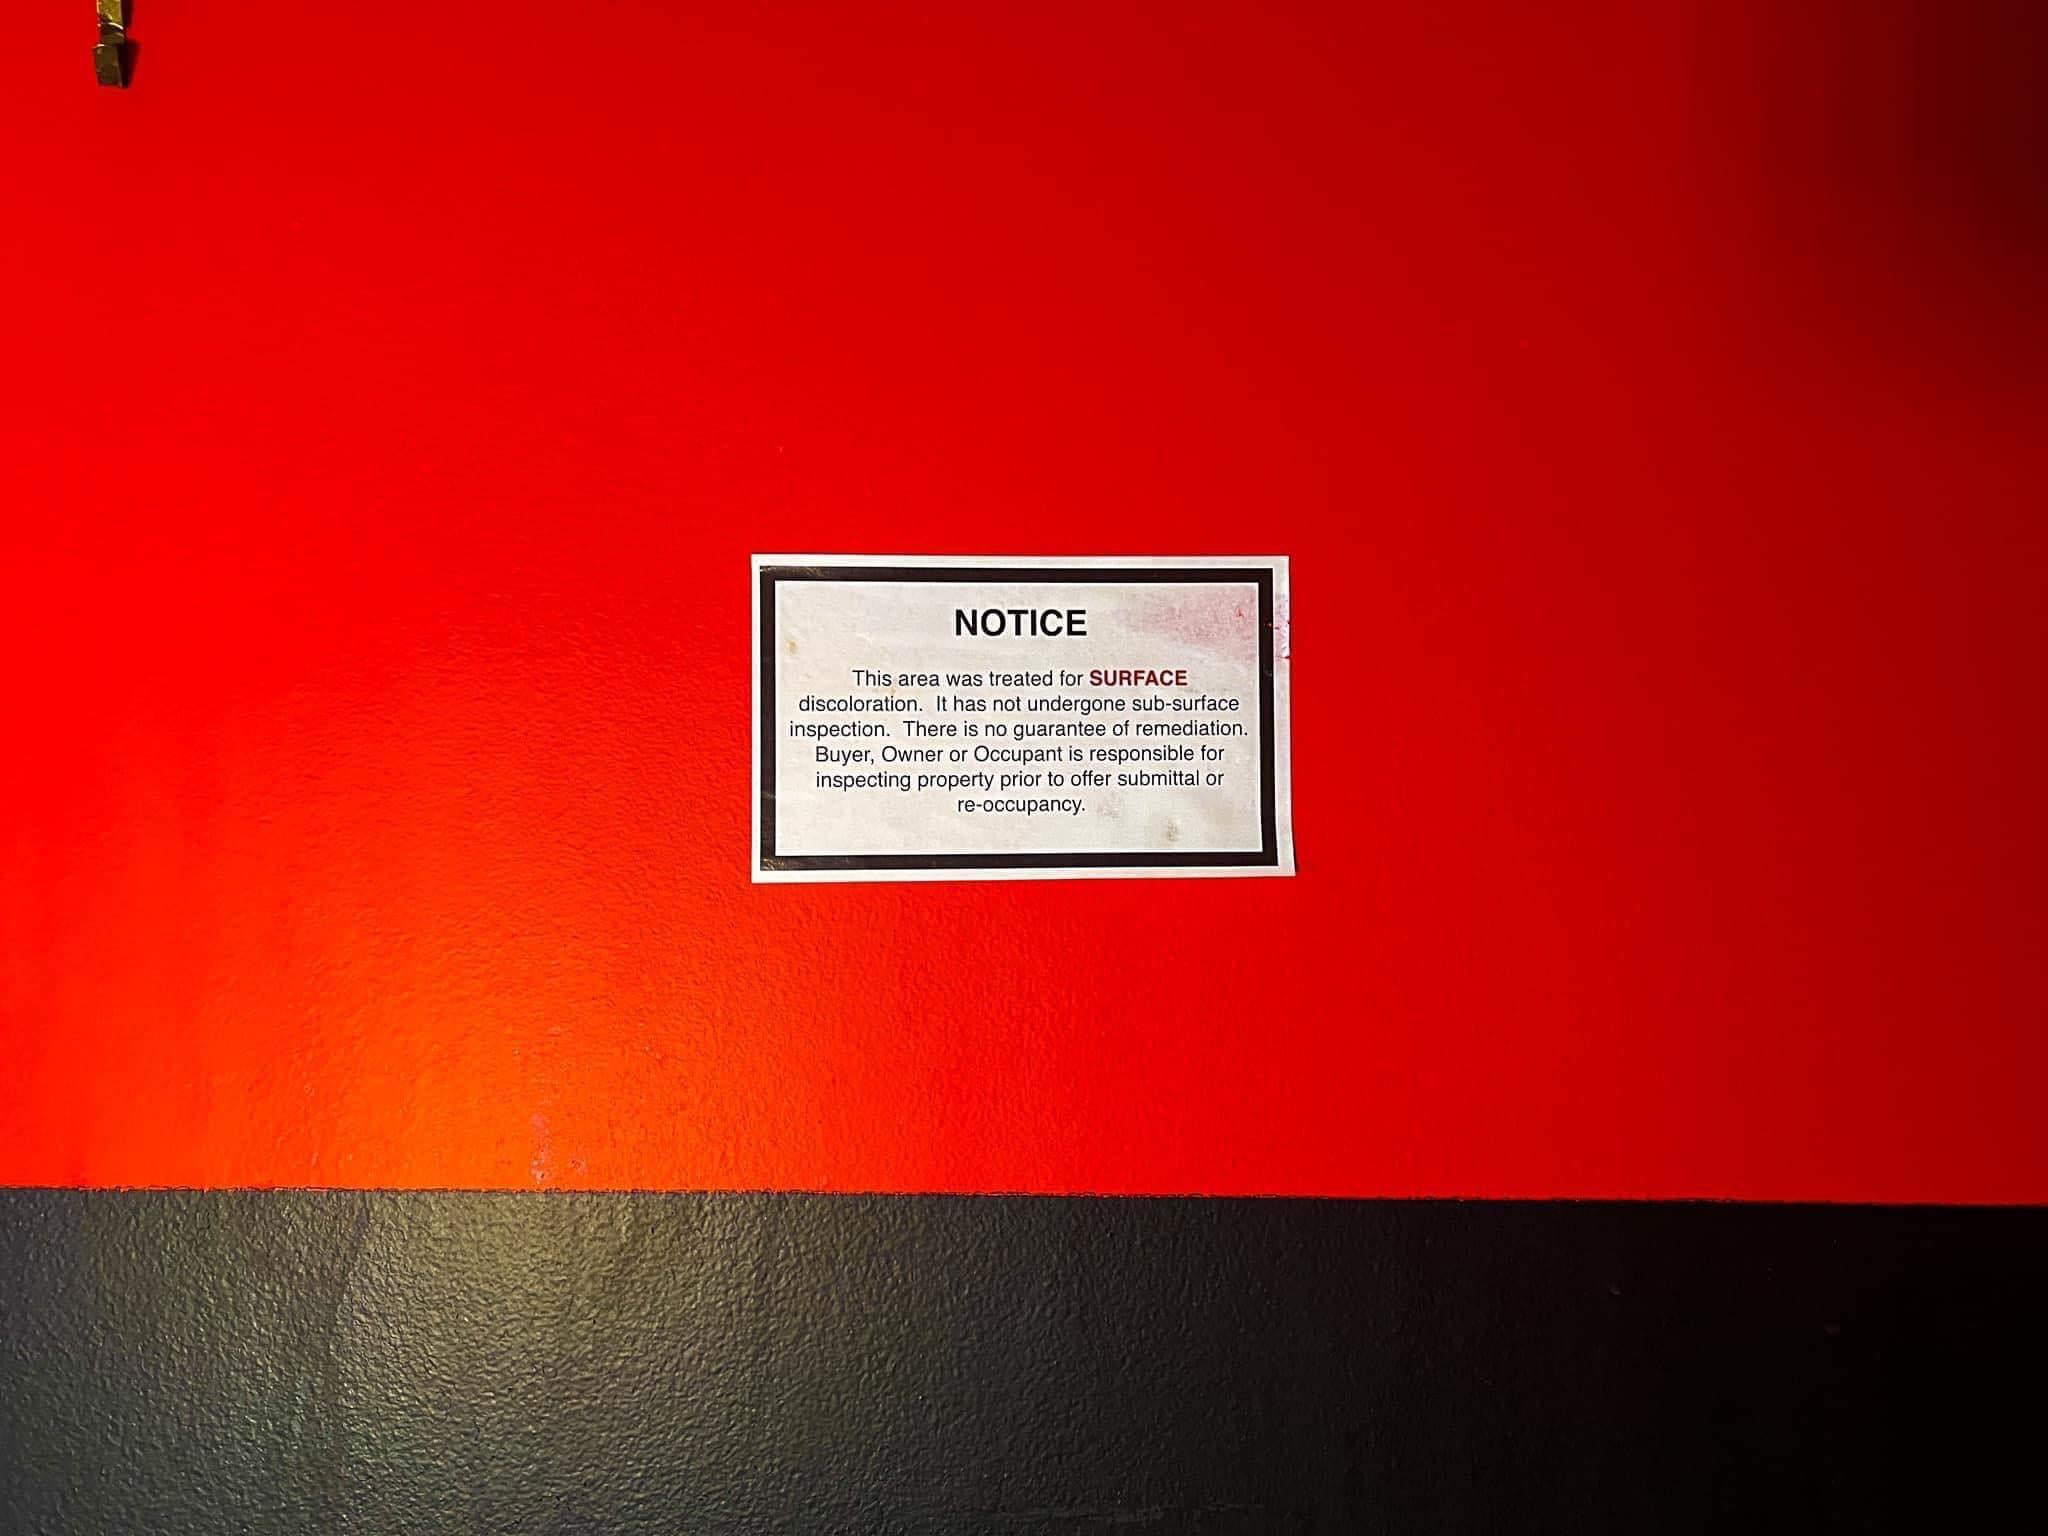 NOTICE
This area was treated for SURFACE
discoloration.  It has not undergone sub-surface
inspection.  There is no guarantee of remediation.
Buyer, Owner or Occupant is responsible for
inspecting property prior to offer submittal or
re-occupancy.